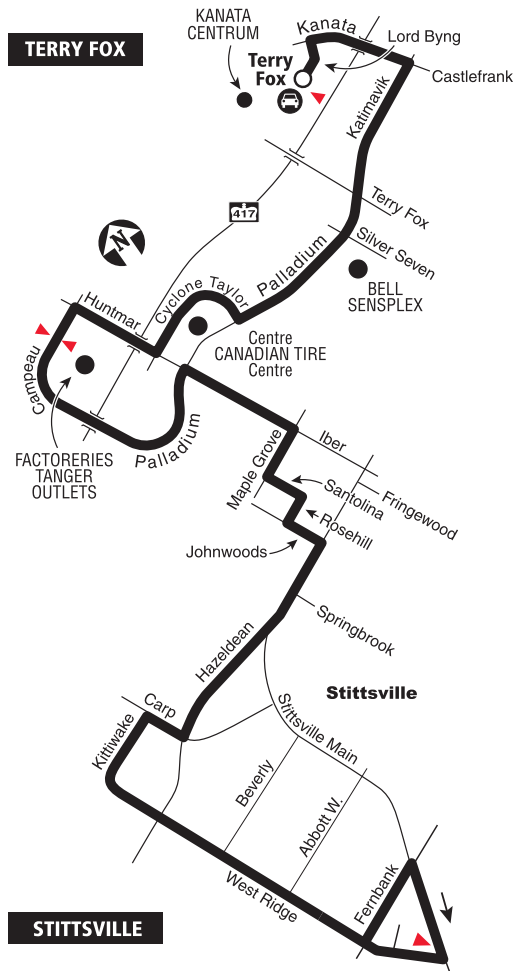 KANATA
CENTRUM
Kanata
Lord Byng
TERRY FOX
Terry
Fox
Castlefrank
Katimavik
Terry Fox
417
Silver Seven
N
Palladium
BELL
SENSPLEX
Cyclone Taylor
Huntmar
Centre
CANADIAN TIRE
Centre
Campeau
Palladium
FACTORERIES
TANGER
OUTLETS
Iber
Maple Grove
Santolina
Fringewood
Rosehill
Johnwoods
Springbrook
Hazeldean
Stittsville
Carp
Kittiwake
Stittsville Main
Beverly
Abbott W.
West Ridge
Fernbank
STITTSVILLE